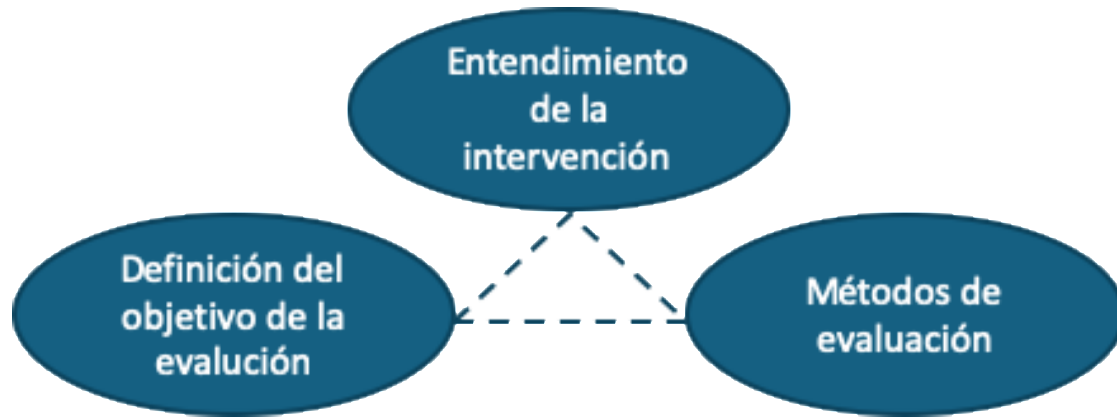 Entendimiento
de la
intervención
Definición del
objetivo de la
evalución
Métodos de
evaluación